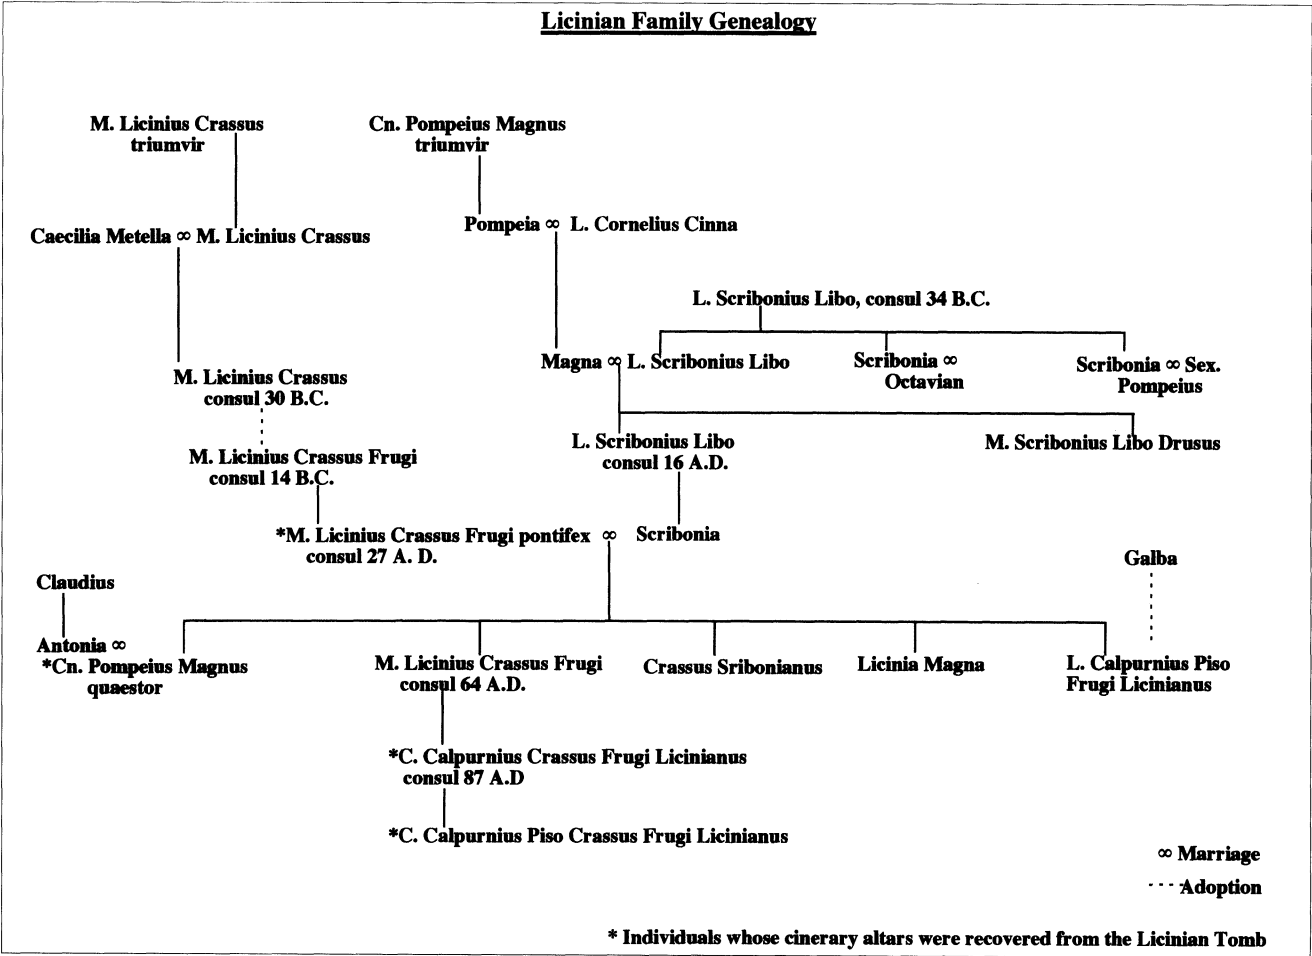 Licinian Family Genealogy
M. Licinius Crassus
triumvir
Cn. Pompeius Magnus
triumvir
Caecilia Metella ∞ M. Licinius Crassus
Pompeia ∞ L. Cornelius Cinna
L. Scribonius Libo, consul 34 B.C.
Magna ∞ L. Scribonius Libo
Scribonia ∞
Octavian
Scribonia ∞ Sex.
Pompeius
M. Licinius Crassus
consul 30 B.C.
M. Licinius Crassus Frugi
consul 14 B.C.
L. Scribonius Libo
consul 16 A.D.
M. Scribonius Libo Drusus
*M. Licinius Crassus Frugi pontifex ∞ Scribonia
consul 27 A. D.
Galba
Claudius
Antonia ∞
*Cn. Pompeius Magnus
quaestor
M. Licinius Crassus Frugi
consul 64 A.D.
Crassus Sribonianus
Licinia Magna
L. Calpurnius Piso
Frugi Licinianus
*C. Calpurnius Crassus Frugi Licinianus
consul 87 A.D
*C. Calpurnius Piso Crassus Frugi Licinianus
∞ Marriage
---Adoption
* Individuals whose cinerary altars were recovered from the Licinian Tomb